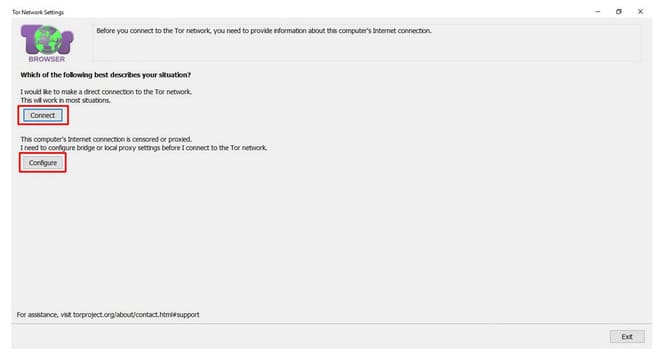 Tor Network Settings
Before you connect to the Tor network, you need to provide information about this computer's Internet connection.
Tor
BROWSER
Which of the following best describes your situation?
I would like to make a direct connection to the Tor network.
This will work in most situations.
Connect
This computer's Internet connection is censored or proxied.
I need to configure bridge or local proxy settings before I connect to the Tor network.
Configure
For assistance, visit torproject.org/about/contact.html#support
Exit